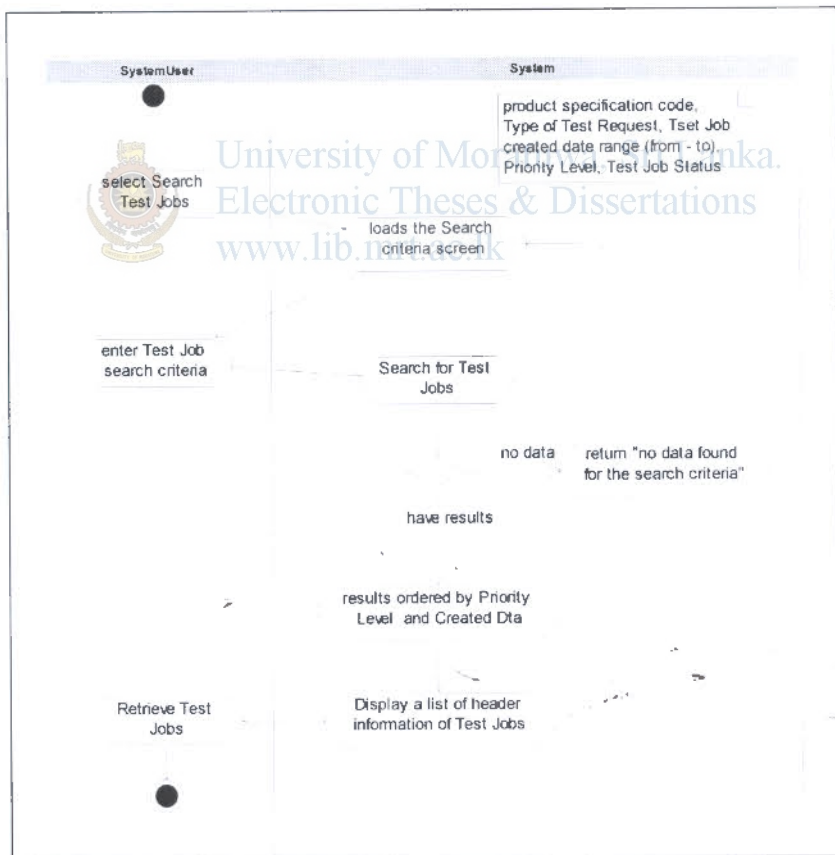 SystemUser
System
product specification code,
Type of Test Request, Tset Job
created date range (from - to),
Priority Level, Test Job Status
University of Moratuwa, Sri Lanka.
Electronic Theses & Dissertations
www.lib.mrt.ac.lk
select Search
Test Jobs
loads the Search
criteria screen
enter Test Job
search criteria
Search for Test
Jobs
no data
return "no data found
for the search criteria"
have results
results ordered by Priority
Level and Created Dta
Retrieve Test
Jobs
Display a list of header
information of Test Jobs